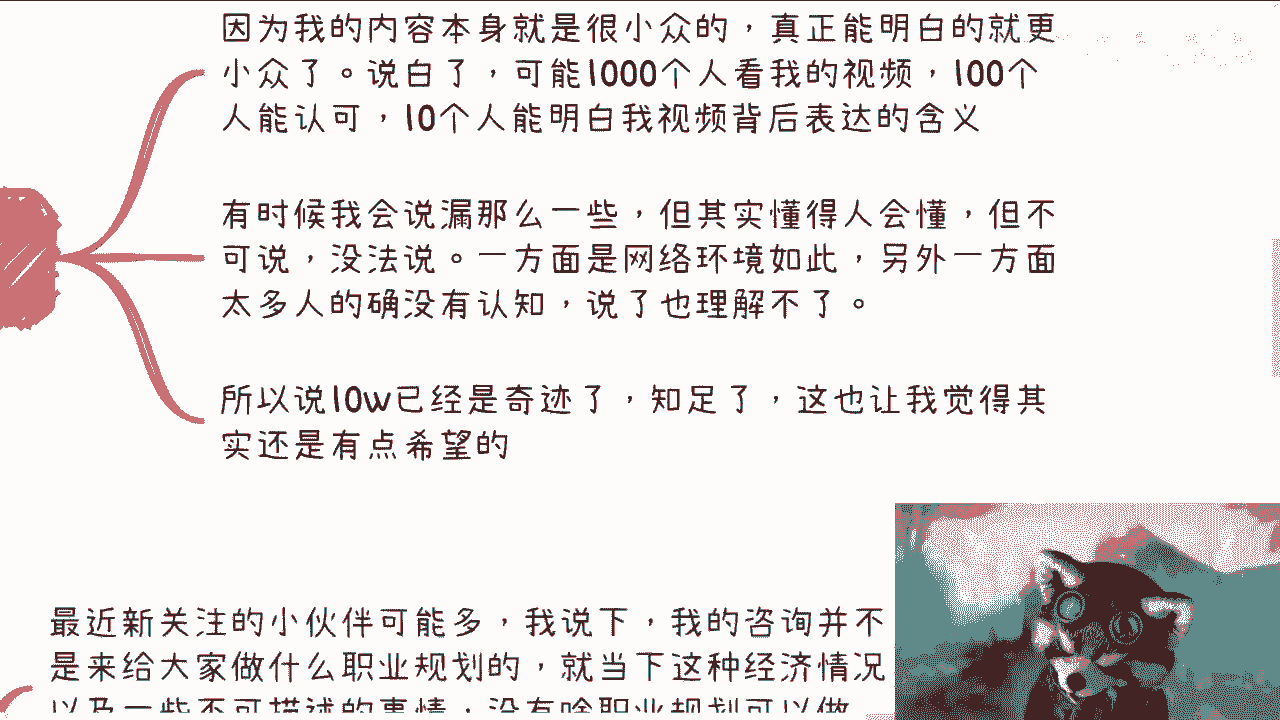 因为我的内容本身就是很小众的，真正能明白的就更
小众了。说白了，可能1000个人看我的视频，100个
人能认可，10个人能明白我视频背后表达的含义
有时候我会说漏那么一些，但其实懂得人会懂，但不
可说，没法说。一方面是网络环境如此，另外一方面
太多人的确没有认知，说了也理解不了。
所以说10w已经是奇迹了，知足了，这也让我觉得其
实还是有点希望的
最近新关注的小伙伴可能多，我说下，我的咨询并不
是来给大家做什么职业规划的，就当下这种经济情况
以及一些不可描述的事情，没有啥职业规划可以做